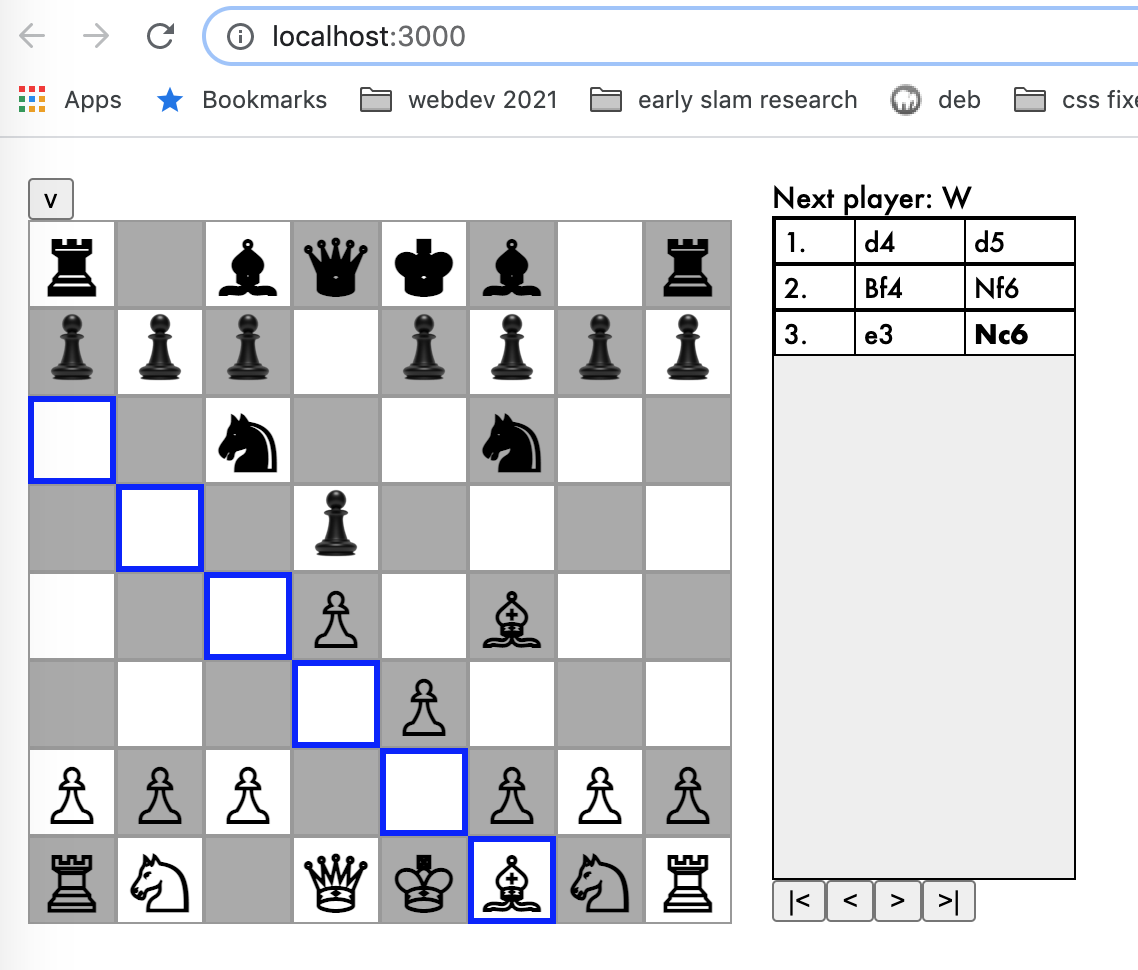 localhost:3000
Apps Bookmarks webdev 2021 early slam research deb css fixe
v
Next player: W
1. d4 d5
2. Bf4 Nf6
3. e3 Nc6
|< < > >|